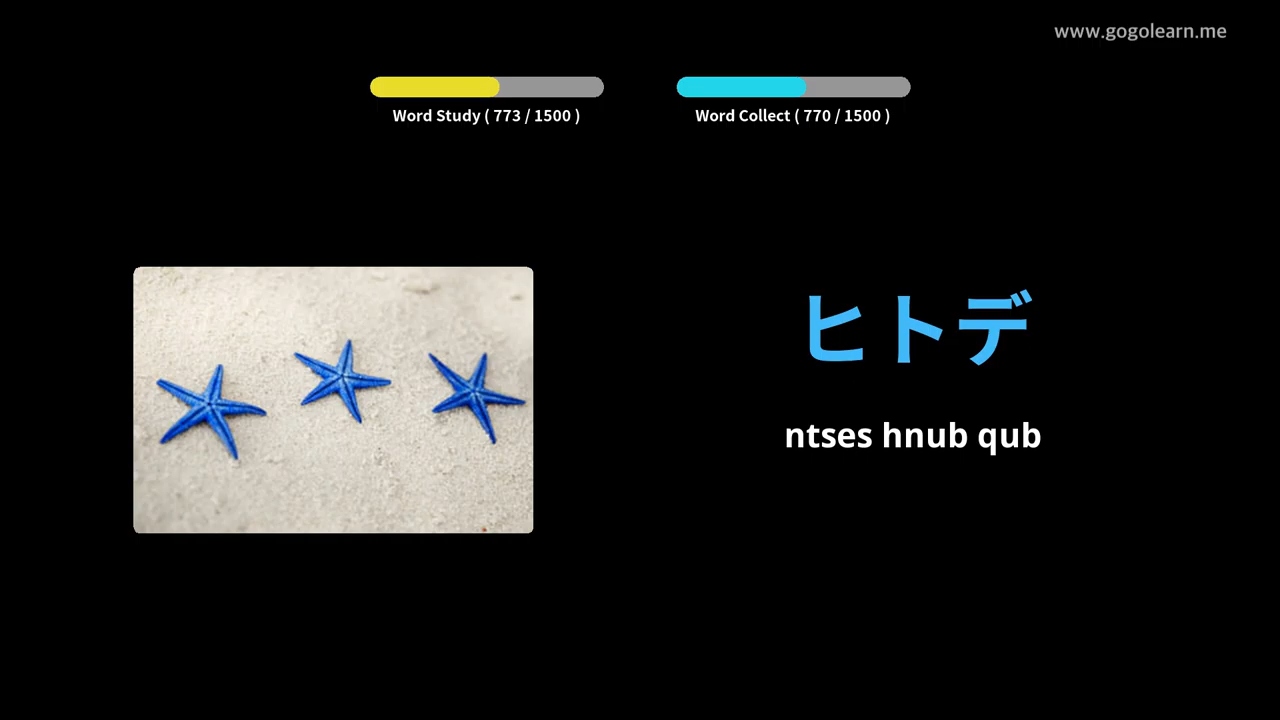 www.gogolearn.me
Word Study ( 773 / 1500 )
Word Collect ( 770 / 1500 )
ヒトデ
ntses hnub qub